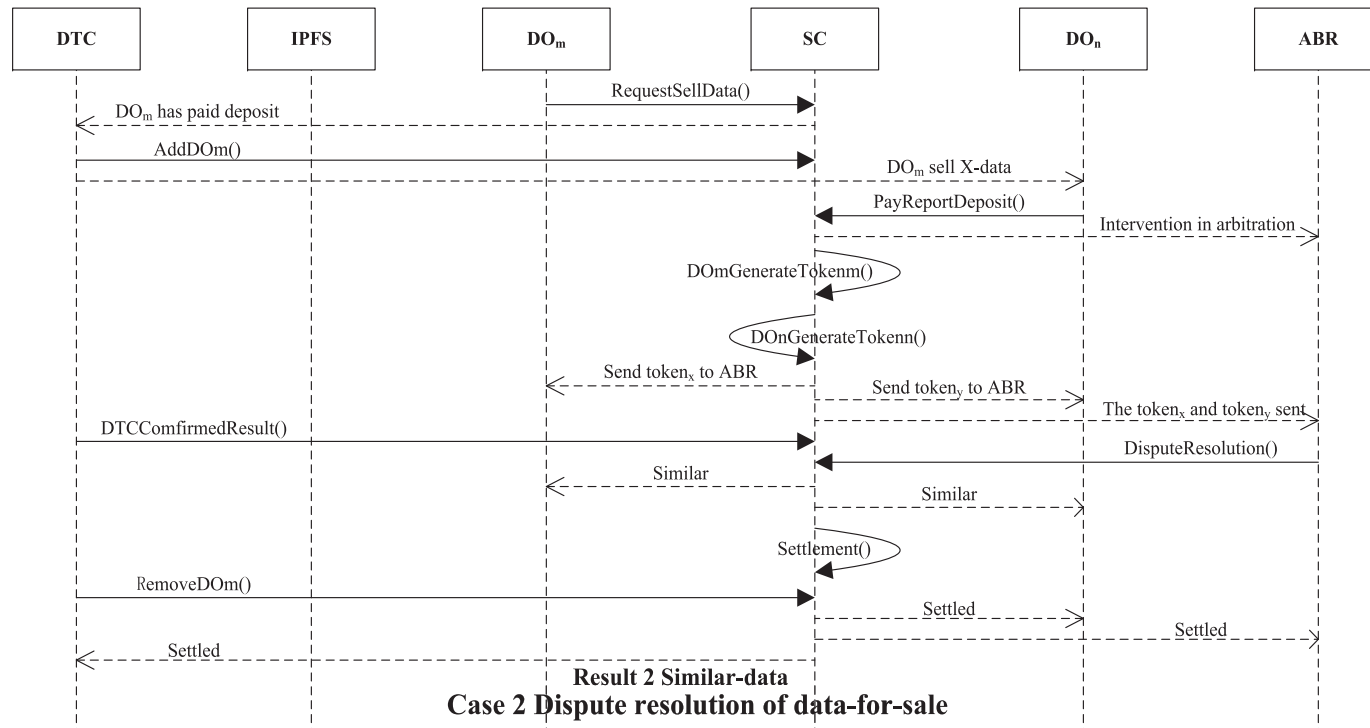 DTC IPFS DOm SC DOn ABR
RequestSellData()
DOm has paid deposit
AddDOm()
DOm sell X-data
PayReportDeposit()
Intervention in arbitration
DOmGenerateTokenm()
DOnGenerateTokenn()
Send tokenx to ABR
Send tokeny to ABR
The tokenx and tokeny sent
DTCComfirmedResult()
DisputeResolution()
Similar
Similar
Settlement()
RemoveDOm()
Settled
Settled
Settled
Result 2 Similar-data
Case 2 Dispute resolution of data-for-sale